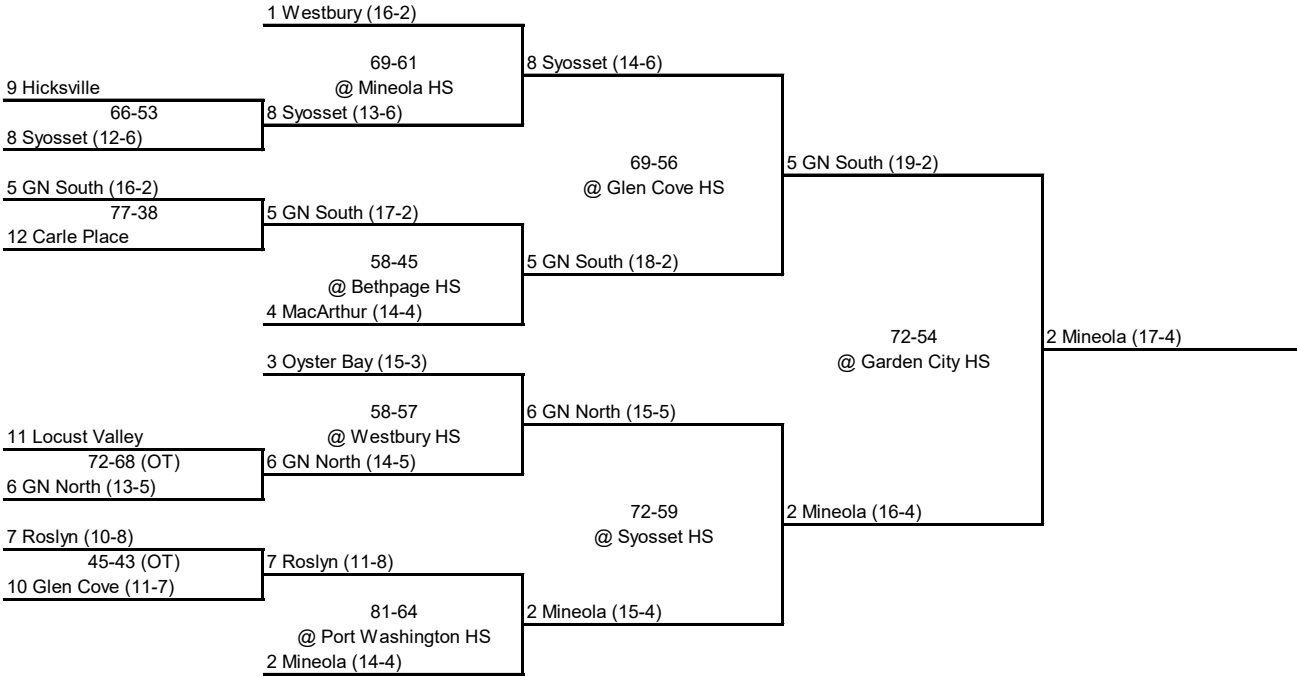 1 Westbury (16-2)
69-61
@ Mineola HS
8 Syosset (14-6)
9 Hicksville
66-53
8 Syosset (13-6)
8 Syosset (12-6)
69-56
@ Glen Cove HS
5 GN South (19-2)
5 GN South (16-2)
77-38
5 GN South (17-2)
12 Carle Place
58-45
@ Bethpage HS
5 GN South (18-2)
4 MacArthur (14-4)
72-54
@ Garden City HS
2 Mineola (17-4)
3 Oyster Bay (15-3)
58-57
@ Westbury HS
6 GN North (15-5)
11 Locust Valley
72-68 (OT)
6 GN North (14-5)
6 GN North (13-5)
72-59
@ Syosset HS
2 Mineola (16-4)
7 Roslyn (10-8)
45-43 (OT)
7 Roslyn (11-8)
10 Glen Cove (11-7)
81-64
@ Port Washington HS
2 Mineola (15-4)
2 Mineola (14-4)